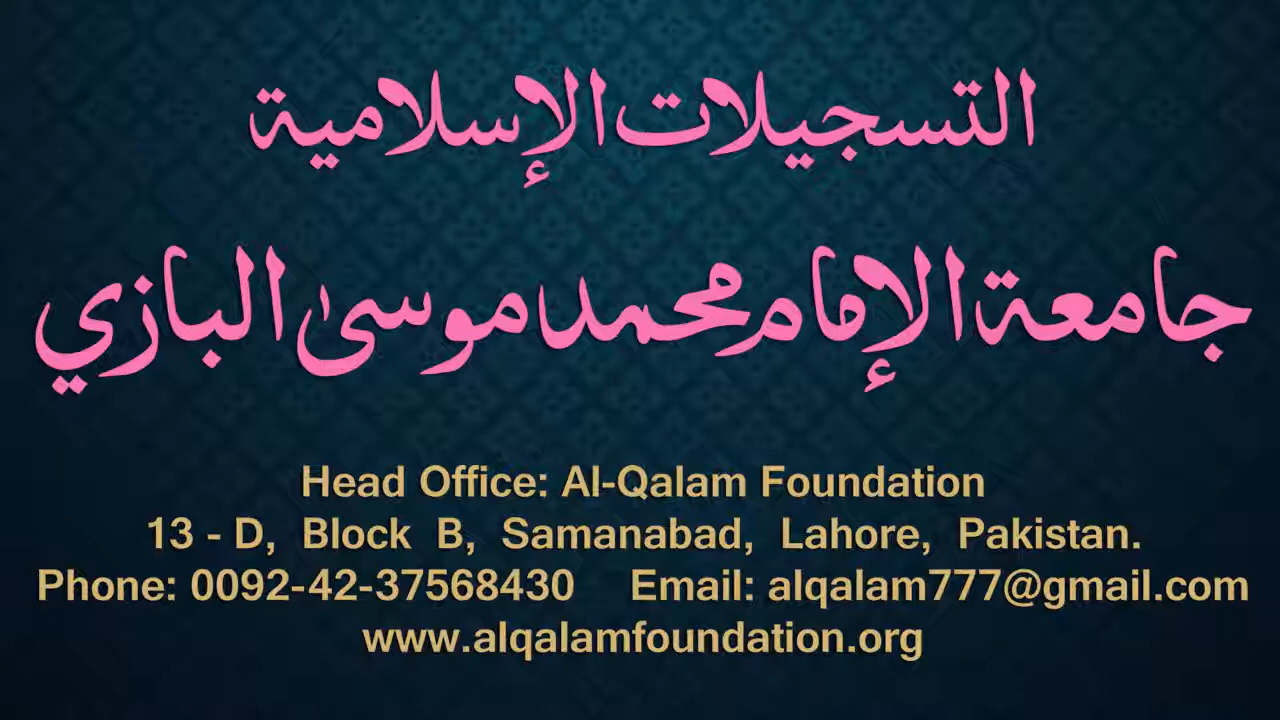 التسجيلات الإسلامية
جامعة الإمام محمد موسىٰ البازي
Head Office: Al-Qalam Foundation
13 - D, Block B, Samanabad, Lahore, Pakistan.
Phone: 0092-42-37568430 Email: alqalam777@gmail.com
www.alqalamfoundation.org